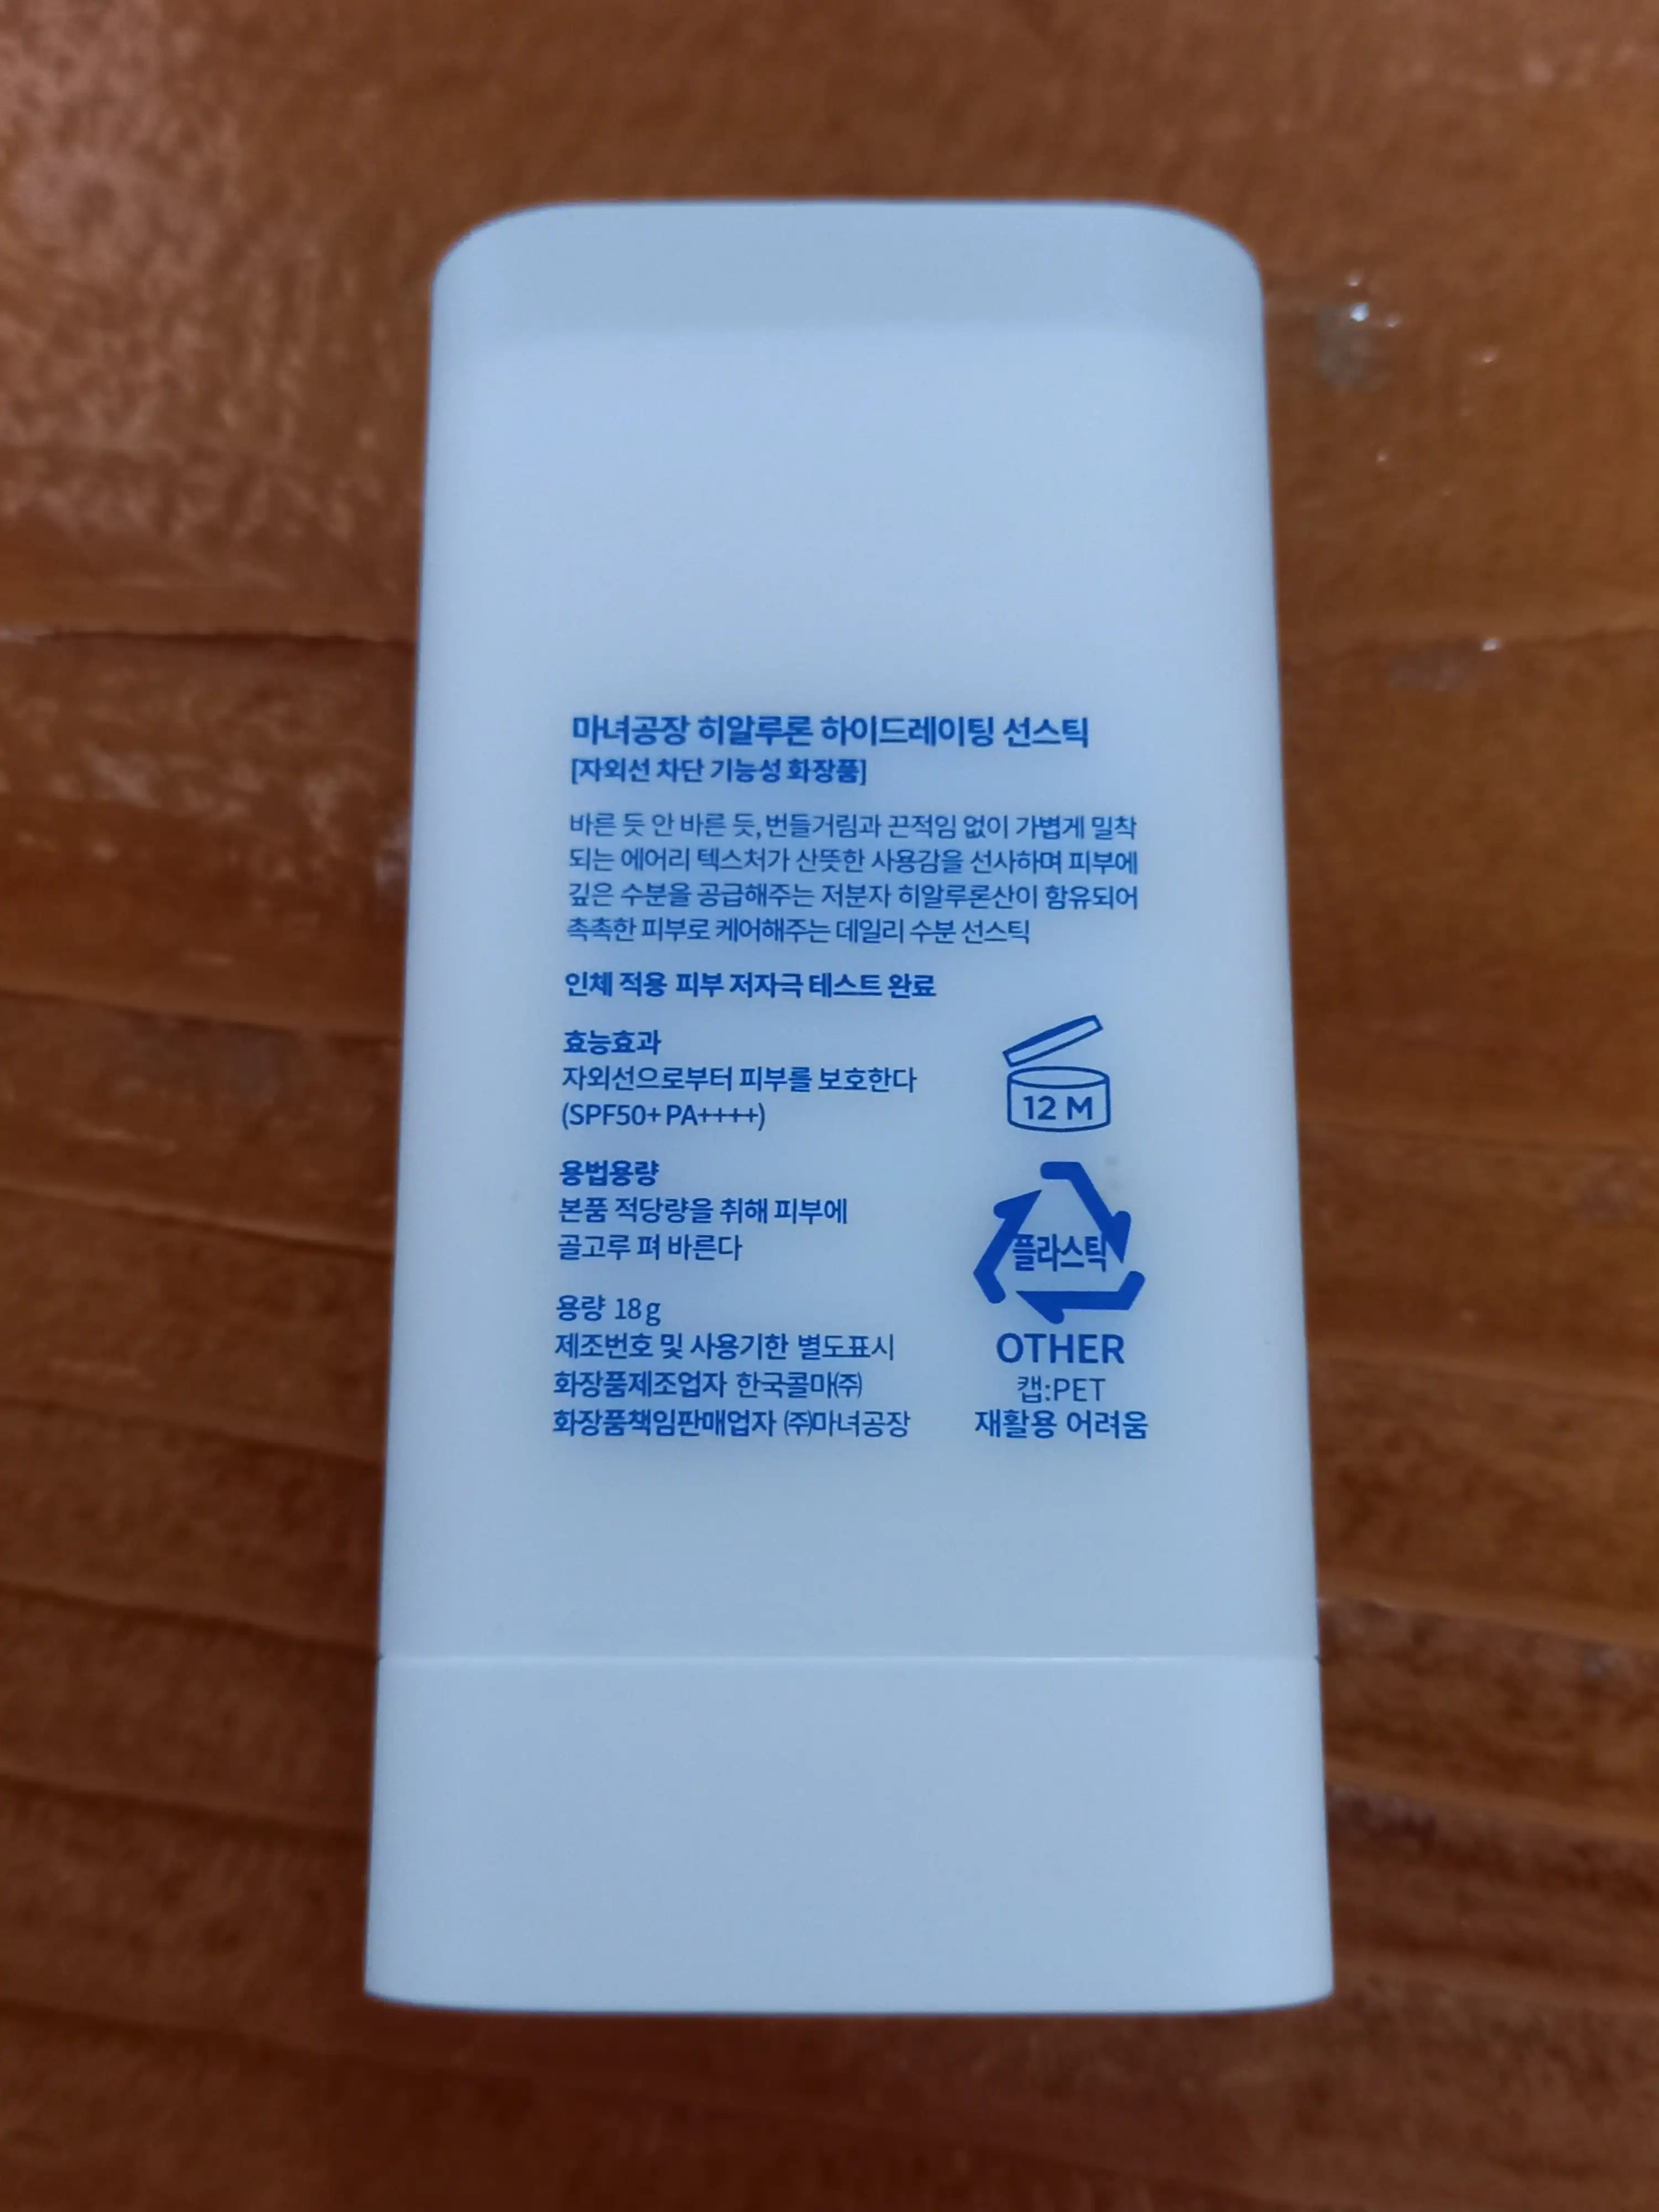 마녀공장 히알루론 하이드레이팅 선스틱
[자외선 차단 기능성 화장품]
바른 듯 안 바른 듯, 번들거림과 끈적임 없이 가볍게 밀착
되는 에어리 텍스처가 산뜻한 사용감을 선사하며 피부에
깊은 수분을 공급해주는 저분자 히알루론산이 함유되어
촉촉한 피부로 케어해주는 데일리 수분 선스틱
인체 적용 피부 저자극 테스트 완료
효능효과
자외선으로부터 피부를 보호한다
(SPF50+ PA++++)
용법용량
본품 적당량을 취해 피부에
골고루 펴 바른다
용량 18g
제조번호 및 사용기한 별도표시
화장품제조업자 한국콜마㈜
화장품책임판매업자 ㈜마녀공장
12 M
플라스틱
OTHER
캡:PET
재활용 어려움